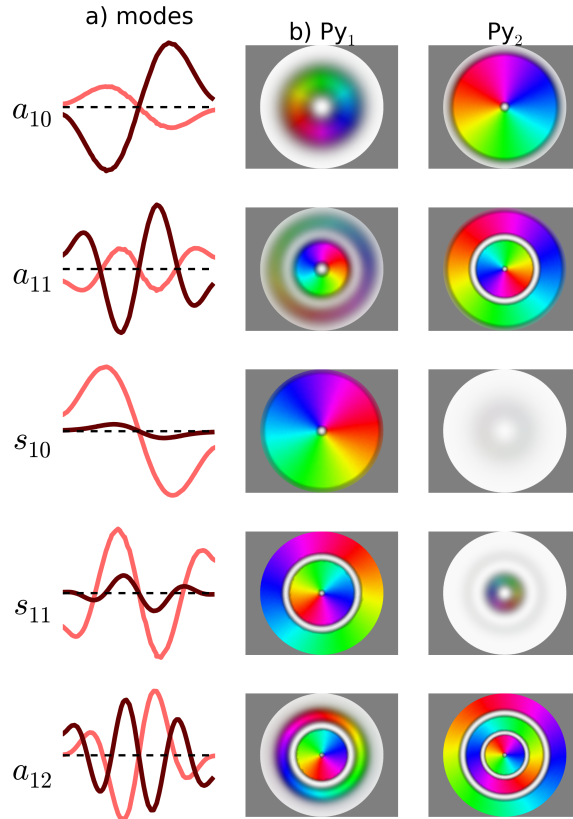 a) modes
b) Py₁
Py₂
a₁₀
a₁₁
s₁₀
s₁₁
a₁₂